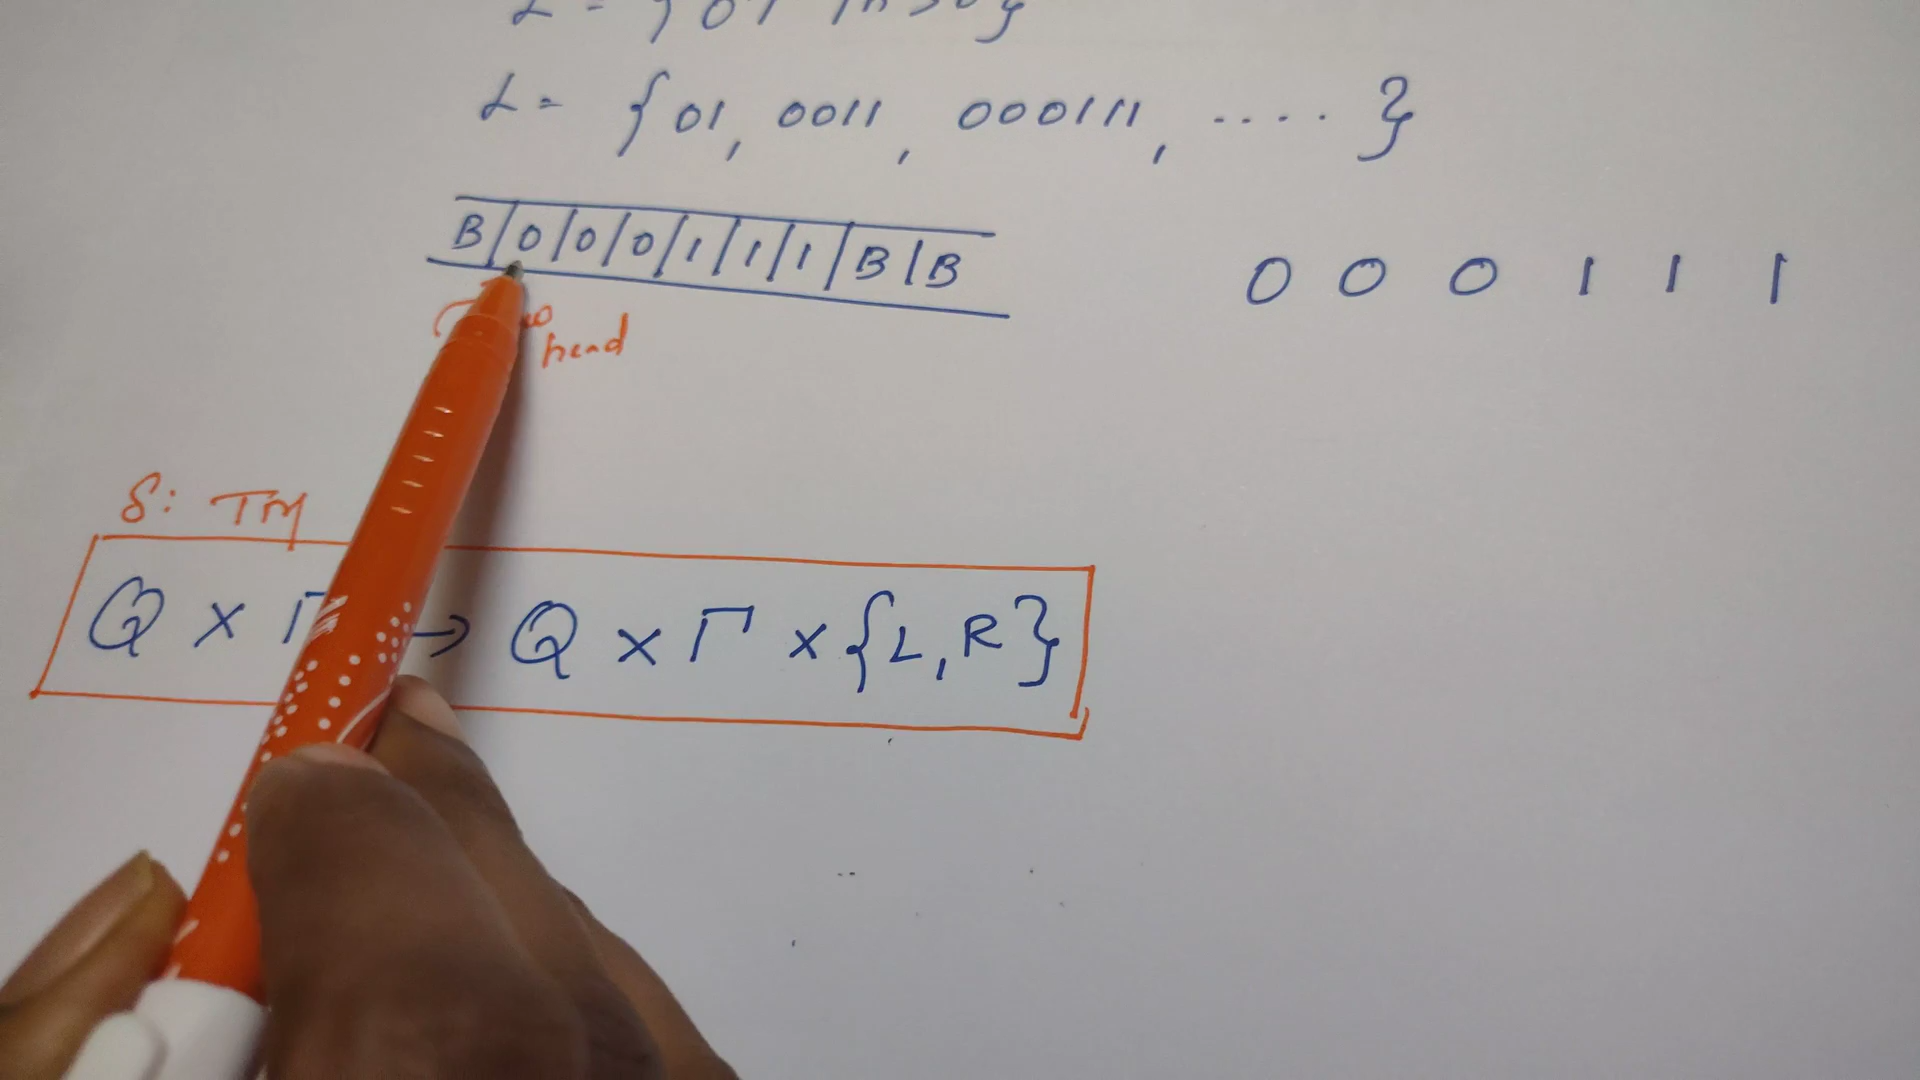 L = {01, 0011, 000111, .... }
B 0 0 0 1 1 1 B B
0 0 0 1 1 1
head
δ: TM
Q × Γ → Q × Γ × {L, R}